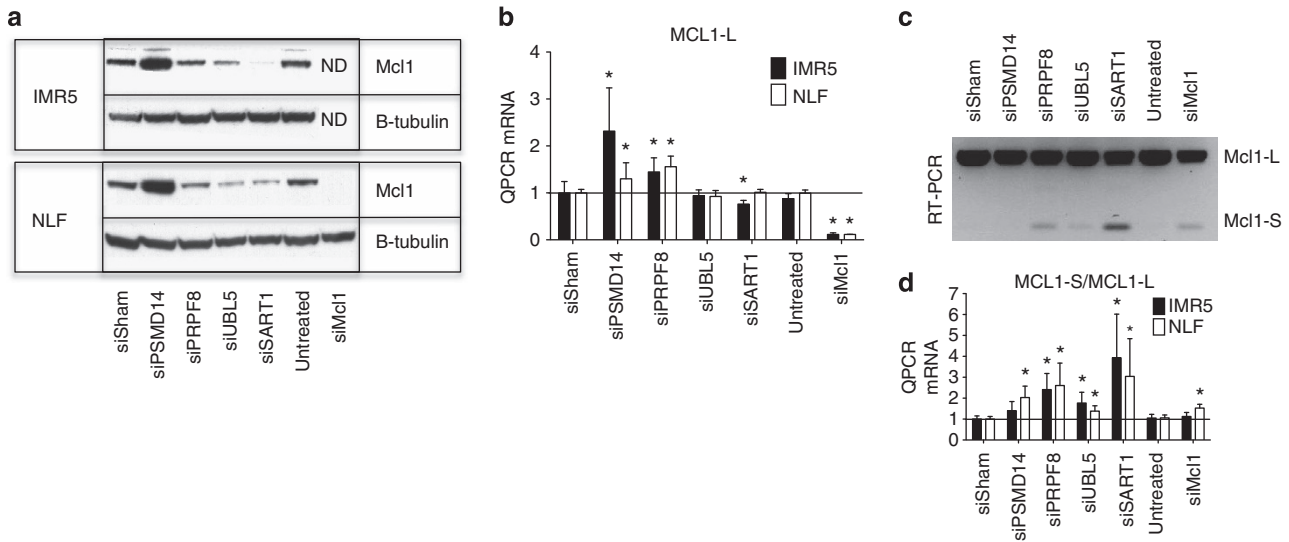 a
IMR5
ND
Mcl1
ND
B-tubulin
NLF
Mcl1
B-tubulin
siSham
siPSMD14
siPRPF8
siUBL5
siSART1
Untreated
siMcl1
b
MCL1-L
QPCR mRNA
4
3
2
1
0
IMR5
NLF
*
*
* *
*
* *
siSham
siPSMD14
siPRPF8
siUBL5
siSART1
Untreated
siMcl1
c
siSham
siPSMD14
siPRPF8
siUBL5
siSART1
Untreated
siMcl1
RT-PCR
Mcl1-L
Mcl1-S
d
MCL1-S/MCL1-L
QPCR
mRNA
7
6
5
4
3
2
1
0
IMR5
NLF
*
* *
* *
* *
*
siSham
siPSMD14
siPRPF8
siUBL5
siSART1
Untreated
siMcl1